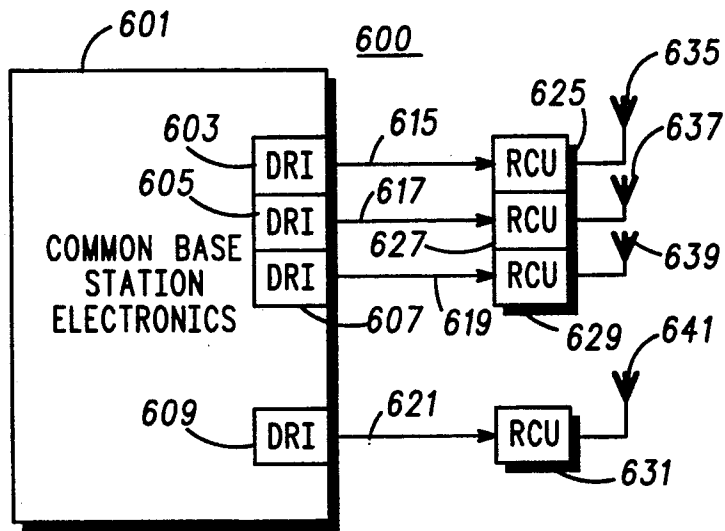 601
600
635
603
615
625
637
DRI
RCU
605
DRI
617
RCU
627
639
COMMON BASE
STATION
ELECTRONICS
DRI
RCU
607
619
629
641
609
DRI
621
RCU
631